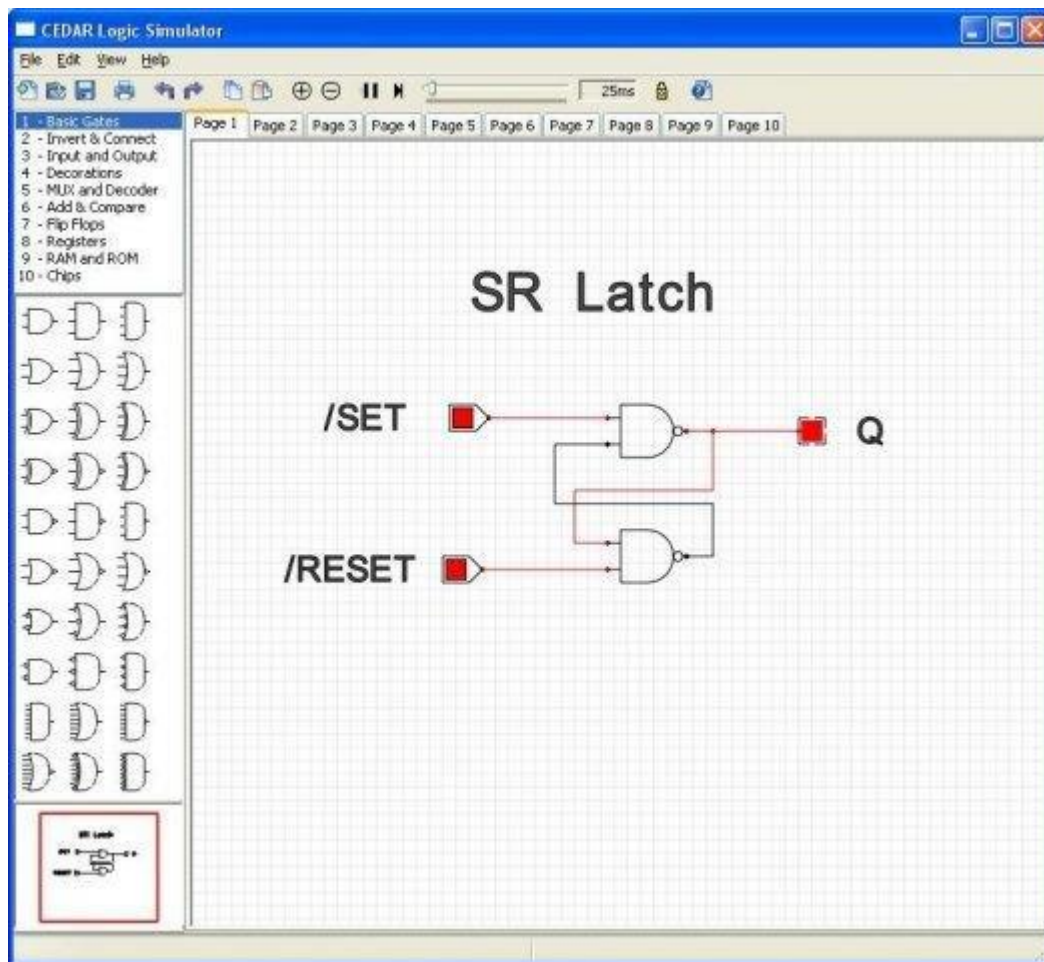 CEDAR Logic Simulator
File Edit View Help
25ms
1 - Basic Gates
2 - Invert & Connect
3 - Input and Output
4 - Decorations
5 - MUX and Decoder
6 - Add & Compare
7 - Flip Flops
8 - Registers
9 - RAM and ROM
10 - Chips
Page 1 Page 2 Page 3 Page 4 Page 5 Page 6 Page 7 Page 8 Page 9 Page 10
SR Latch
/SET
Q
/RESET
SR Latch